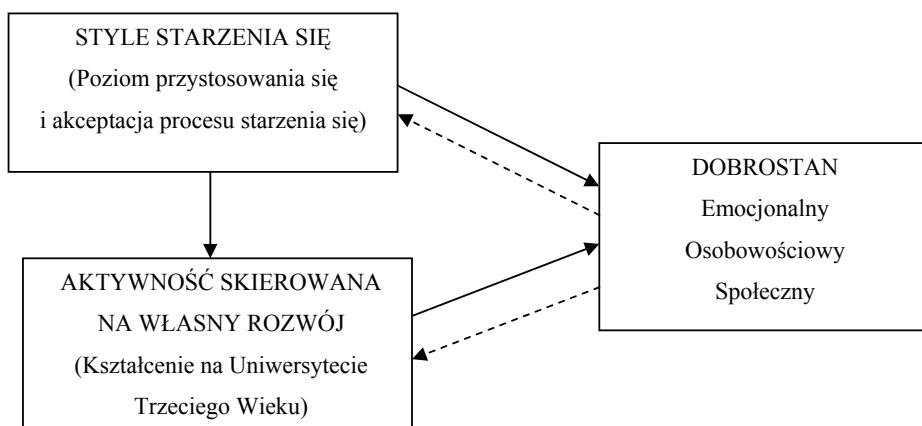 STYLE STARZENIA SIĘ
(Poziom przystosowania się
i akceptacja procesu starzenia się)
DOBROSTAN
Emocjonalny
Osobowościowy
Społeczny
AKTYWNOŚĆ SKIEROWANA
NA WŁASNY ROZWÓJ
(Kształcenie na Uniwersytecie
Trzeciego Wieku)